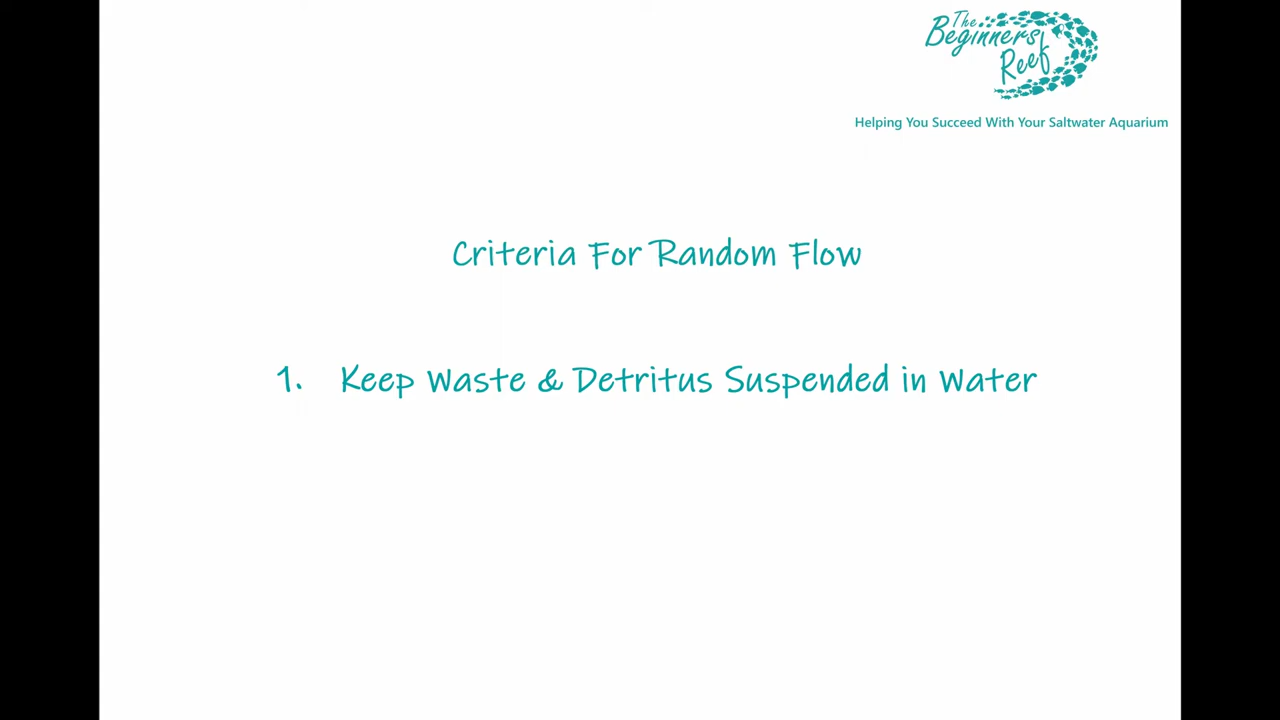 The
Beginners
Reef
Helping You Succeed With Your Saltwater Aquarium
Criteria For Random Flow
1. Keep Waste & Detritus Suspended in Water